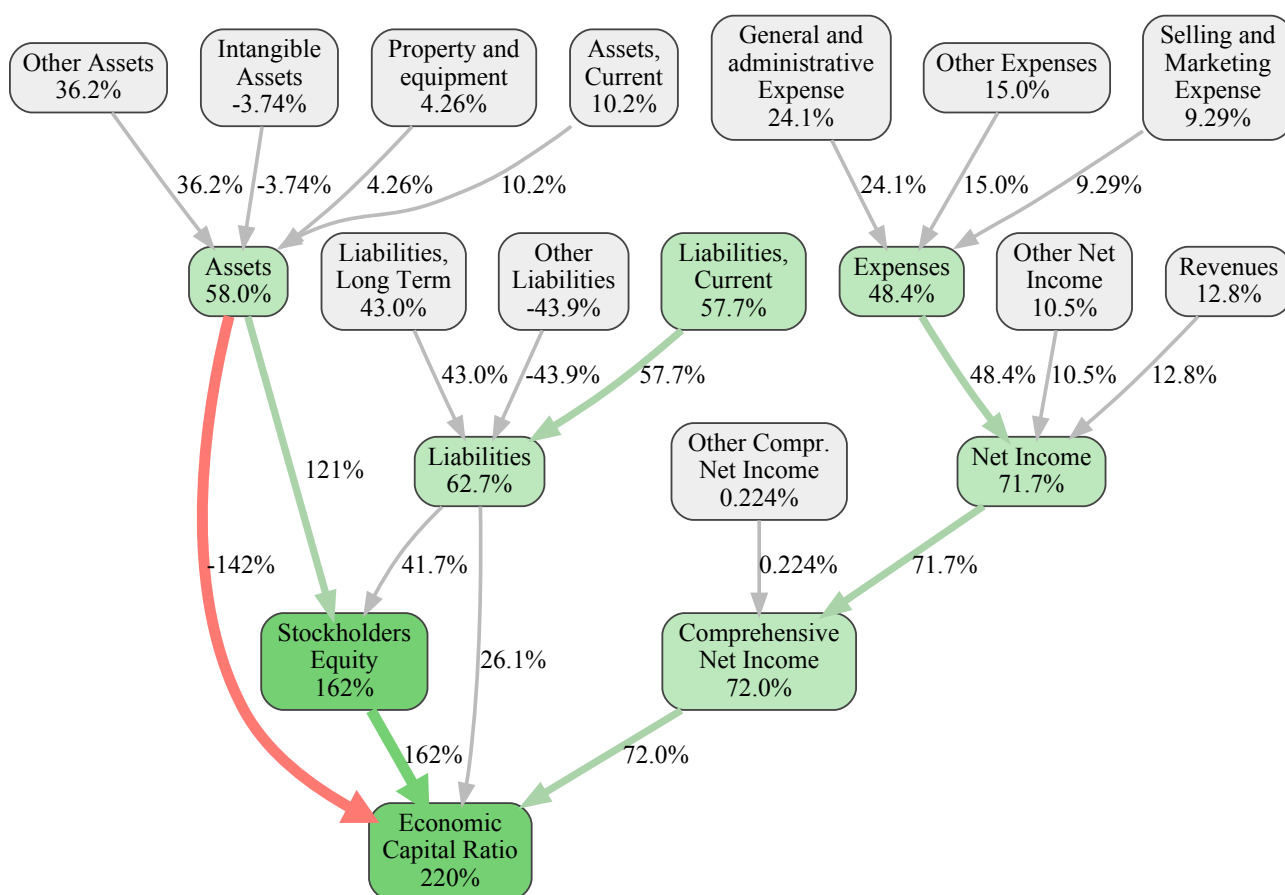 Other Assets
36.2%
Intangible
Assets
-3.74%
Property and
equipment
4.26%
Assets,
Current
10.2%
General and
administrative
Expense
24.1%
Other Expenses
15.0%
Selling and
Marketing
Expense
9.29%
36.2%
-3.74%
4.26%
10.2%
24.1%
15.0%
9.29%
Assets
58.0%
Liabilities,
Long Term
43.0%
Other
Liabilities
-43.9%
Liabilities,
Current
57.7%
Expenses
48.4%
Other Net
Income
10.5%
Revenues
12.8%
43.0%
-43.9%
57.7%
48.4%
10.5%
12.8%
121%
Liabilities
62.7%
Other Compr.
Net Income
0.224%
Net Income
71.7%
-142%
41.7%
0.224%
71.7%
Stockholders
Equity
162%
26.1%
Comprehensive
Net Income
72.0%
162%
72.0%
Economic
Capital Ratio
220%